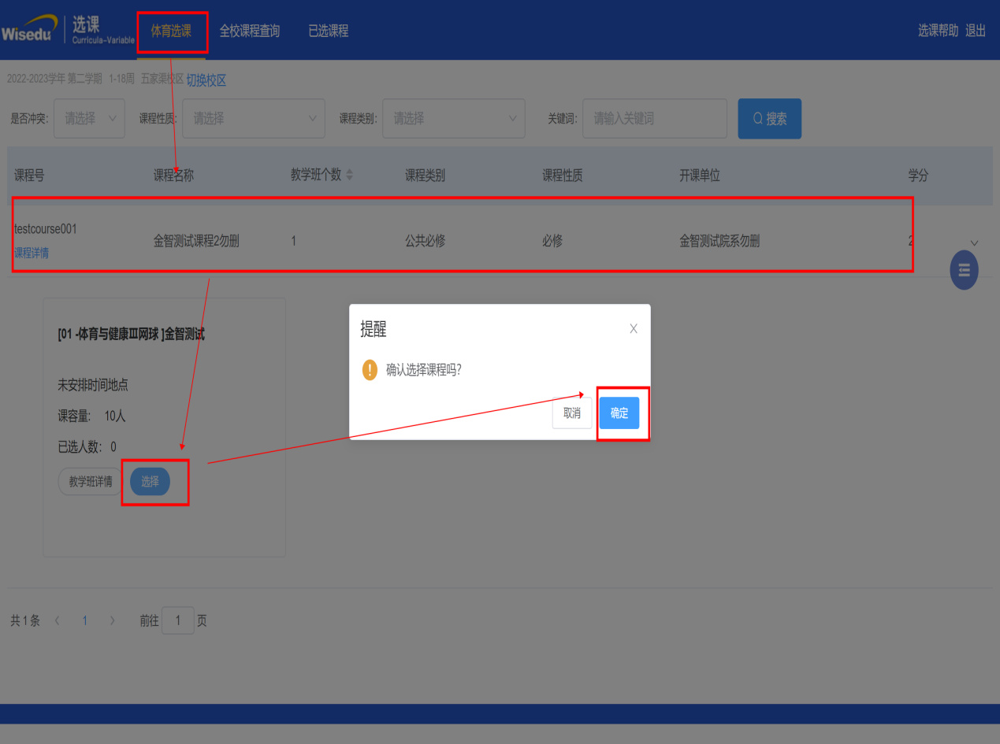 Wisedu 选课 Curricula-Variable 体育选课 全校课程查询 已选课程 选课帮助 退出
2022-2023学年 第二学期 1-18周 五家渠校区 切换校区
是否冲突: 请选择 课程性质: 请选择 课程类别: 请选择 关键词: 请输入关键词 搜索
课程号 课程名称 教学班个数 课程类别 课程性质 开课单位 学分
testcourse001
金智测试课程2勿删 1 公共必修 必修 金智测试院系勿删 2
课程详情
[01 -体育与健康Ⅲ网球 ]金智测试
未安排时间地点
课容量: 10人
已选人数: 0
教学班详情 选择
提醒
确认选择课程吗?
取消 确定
共 1 条 1 前往 1 页